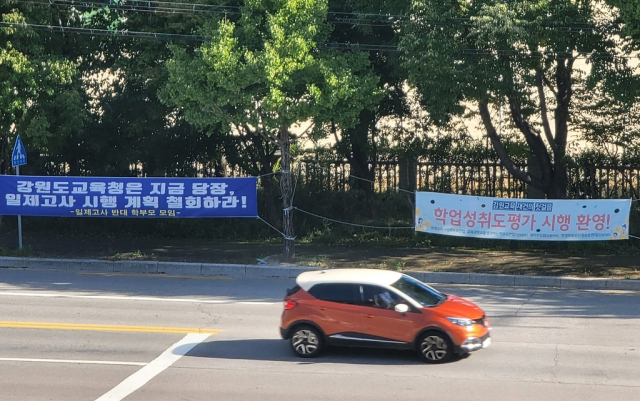 강원도교육청은 지금 당장,
일제고사 시행 계획 철회하라!
-일제고사 반대 학부모 모임-
학업성취도평가 시행 환영!